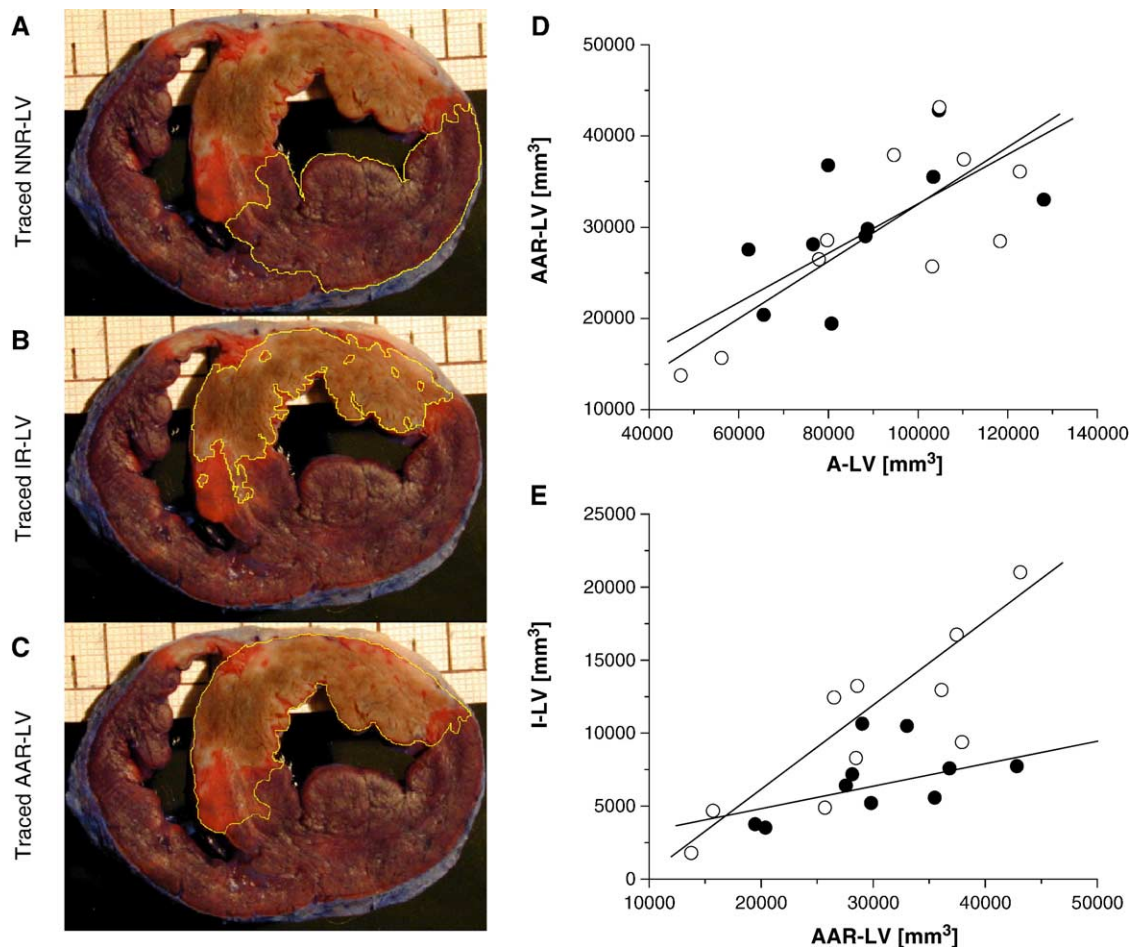 A
Traced NNR-LV
B
Traced IR-LV
C
Traced AAR-LV
D
50000
40000
30000
20000
10000
AAR-LV [mm³]
40000 60000 80000 100000 120000 140000
A-LV [mm³]
E
25000
20000
15000
10000
5000
0
I-LV [mm³]
10000 20000 30000 40000 50000
AAR-LV [mm³]